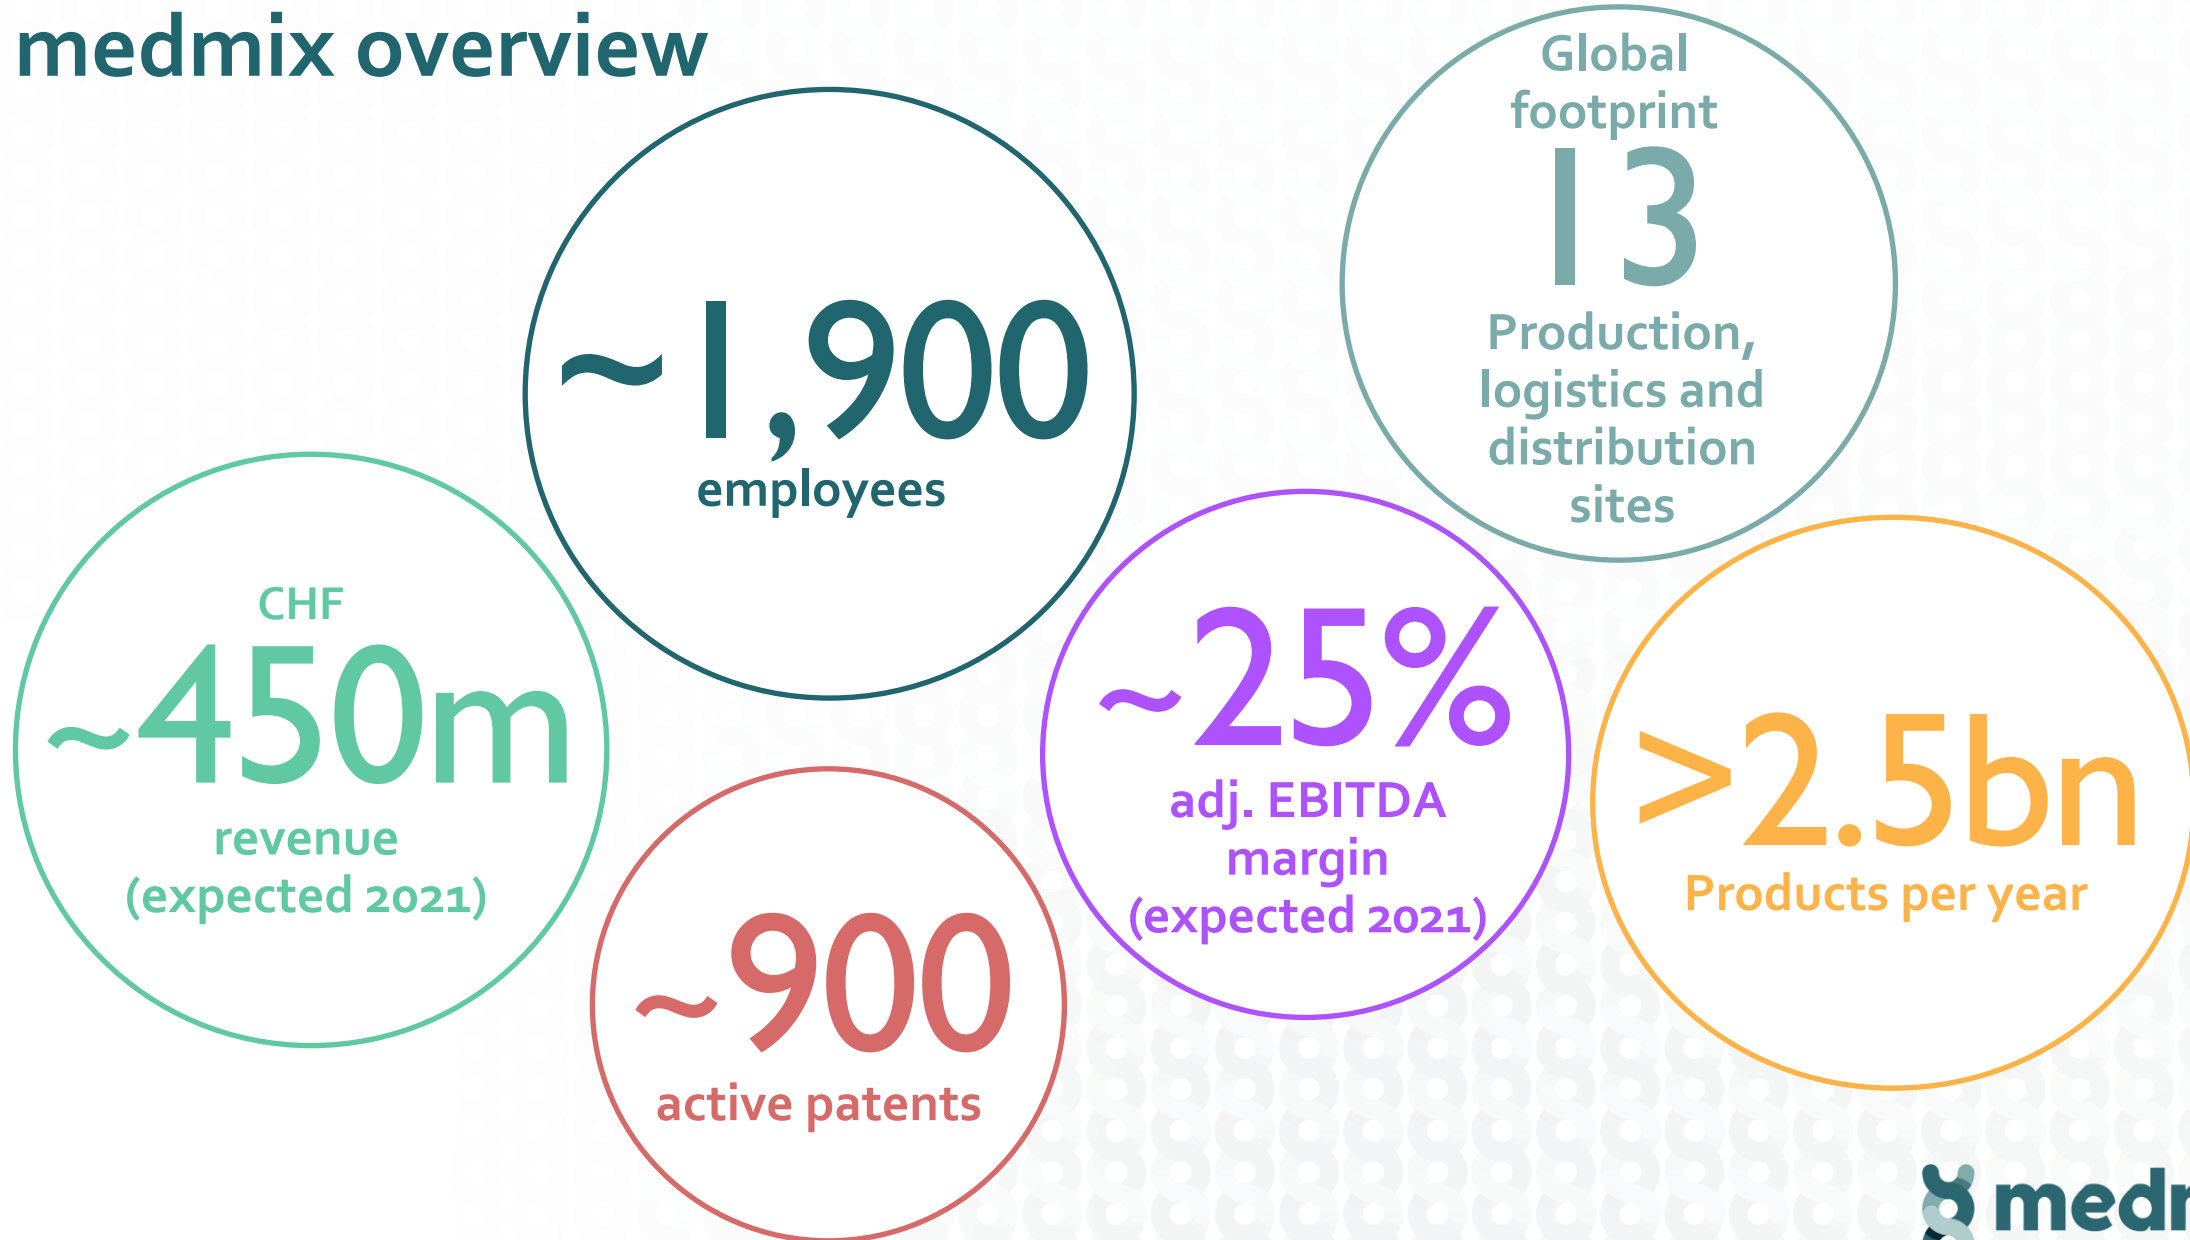 medmix overview
Global
footprint
13
Production,
logistics and
distribution
sites
~1,900
employees
CHF
~450m
revenue
(expected 2021)
~25%
adj. EBITDA
margin
(expected 2021)
>2.5bn
Products per year
~900
active patents